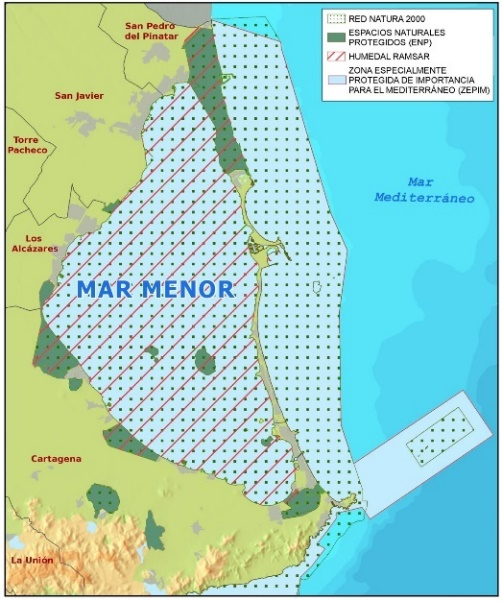 San Pedro
del Pinatar
San Javier
Torre
Pacheco
Los
Alcázares
MAR MENOR
Cartagena
La Unión
Mar
Mediterráneo
RED NATURA 2000
ESPACIOS NATURALES
PROTEGIDOS (ENP)
HUMEDAL RAMSAR
ZONA ESPECIALMENTE
PROTEGIDA DE IMPORTANCIA
PARA EL MEDITERRÁNEO (ZEPIM)